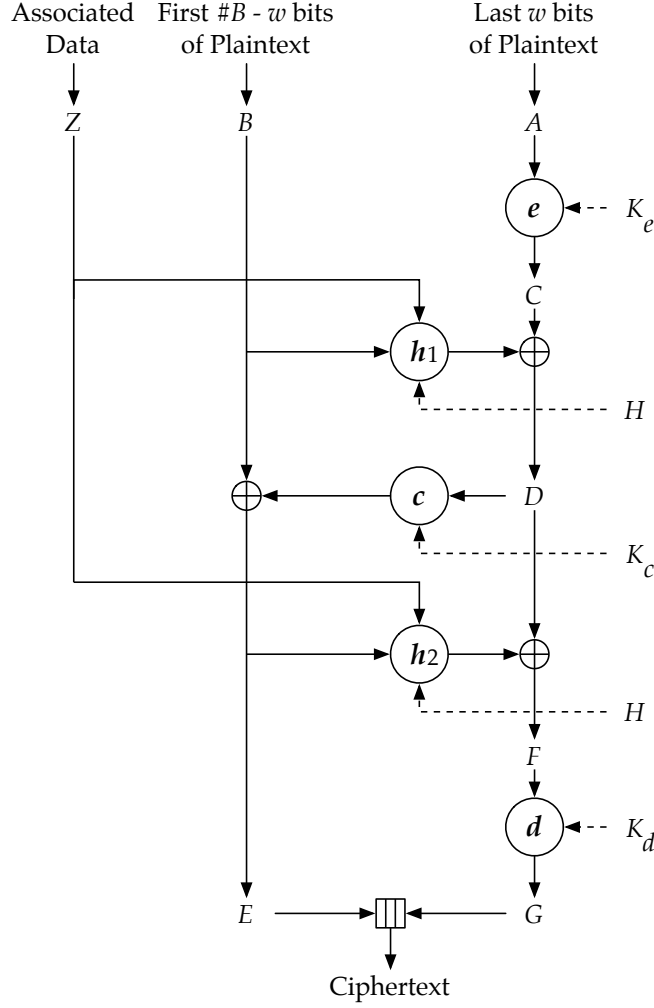 Associated
Data
First #B - w bits
of Plaintext
Last w bits
of Plaintext
Z
B
A
e
K_e
C
h1
H
c
D
K_c
h2
H
F
d
K_d
E
G
Ciphertext